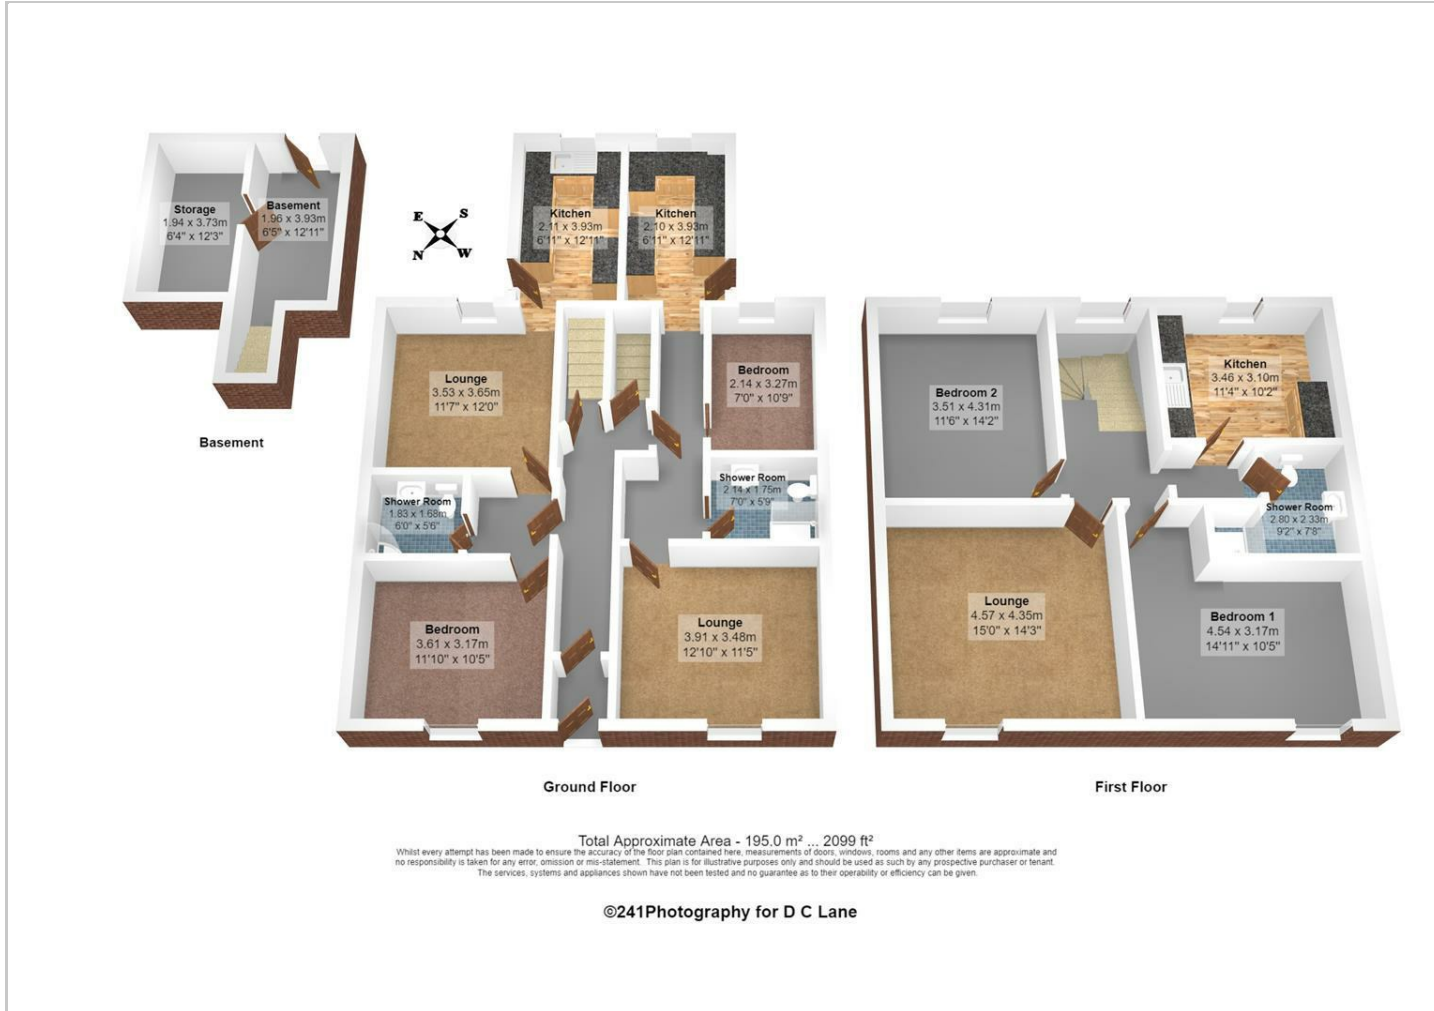 Storage
1.94 x 3.73m
6'4" x 12'3"
Basement
1.96 x 3.93m
6'5" x 12'11"
Basement
E
S
N
W
Kitchen
2.11 x 3.93m
6'11" x 12'11"
Kitchen
2.10 x 3.93m
6'11" x 12'11"
Lounge
3.53 x 3.65m
11'7" x 12'0"
Bedroom
2.14 x 3.27m
7'0" x 10'9"
Shower Room
1.83 x 1.68m
6'0" x 5'6"
Shower Room
2.14 x 1.75m
7'0" x 5'9"
Bedroom
3.61 x 3.17m
11'10" x 10'5"
Lounge
3.91 x 3.48m
12'10" x 11'5"
Ground Floor
Bedroom 2
3.51 x 4.31m
11'6" x 14'2"
Kitchen
3.46 x 3.10m
11'4" x 10'2"
Shower Room
2.80 x 2.33m
9'2" x 7'8"
Lounge
4.57 x 4.35m
15'0" x 14'3"
Bedroom 1
4.54 x 3.17m
14'11" x 10'5"
First Floor
Total Approximate Area - 195.0 m² ... 2099 ft²
Whilst every attempt has been made to ensure the accuracy of the floor plan contained here, measurements of doors, windows, rooms and any other items are approximate and
no responsibility is taken for any error, omission or mis-statement. This plan is for illustrative purposes only and should be used as such by any prospective purchaser or tenant.
The services, systems and appliances shown have not been tested and no guarantee as to their operability or efficiency can be given.
©241Photography for D C Lane